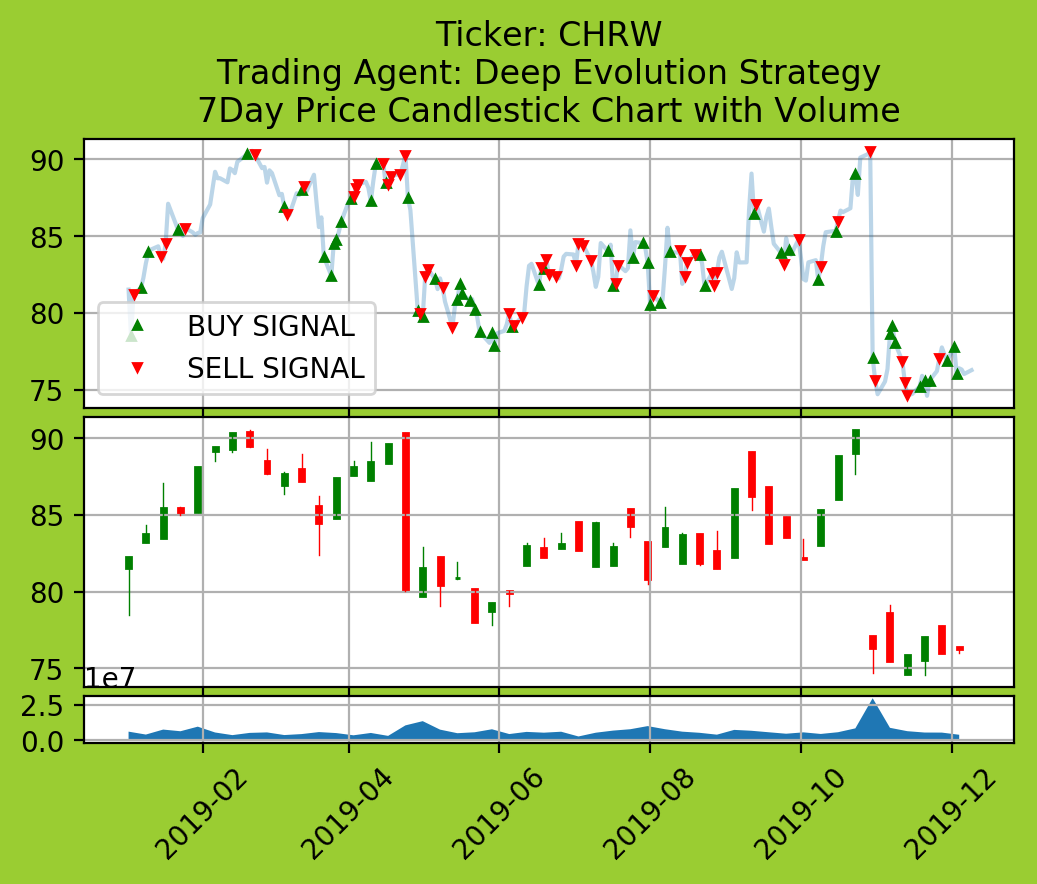 Ticker: CHRW
Trading Agent: Deep Evolution Strategy
7Day Price Candlestick Chart with Volume
90
85
80
75
BUY SIGNAL
SELL SIGNAL
90
85
80
75
1e7
2.5
0.0
2019-02
2019-04
2019-06
2019-08
2019-10
2019-12